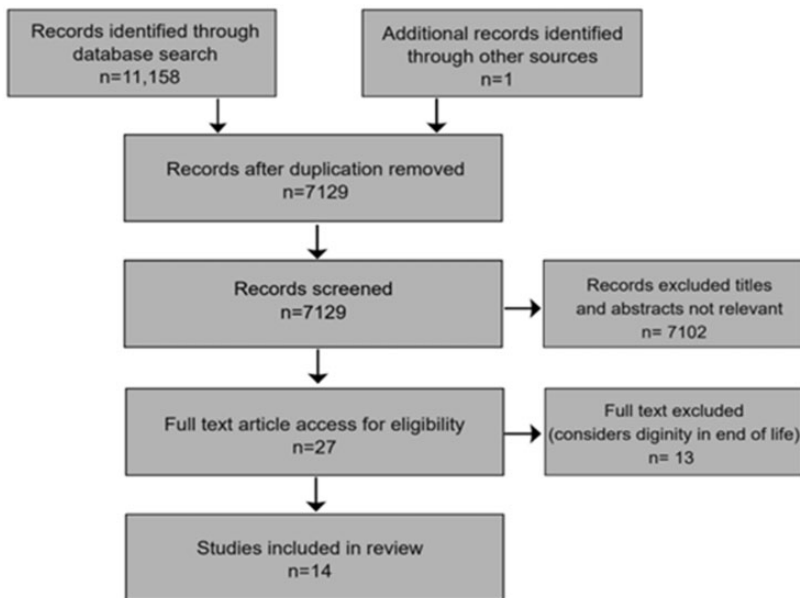 Records identified through
database search
n=11,158
Additional records identified
through other sources
n=1
Records after duplication removed
n=7129
Records screened
n=7129
Records excluded titles
and abstracts not relevant
n= 7102
Full text article access for eligibility
n=27
Full text excluded
(considers diginity in end of life)
n= 13
Studies included in review
n=14